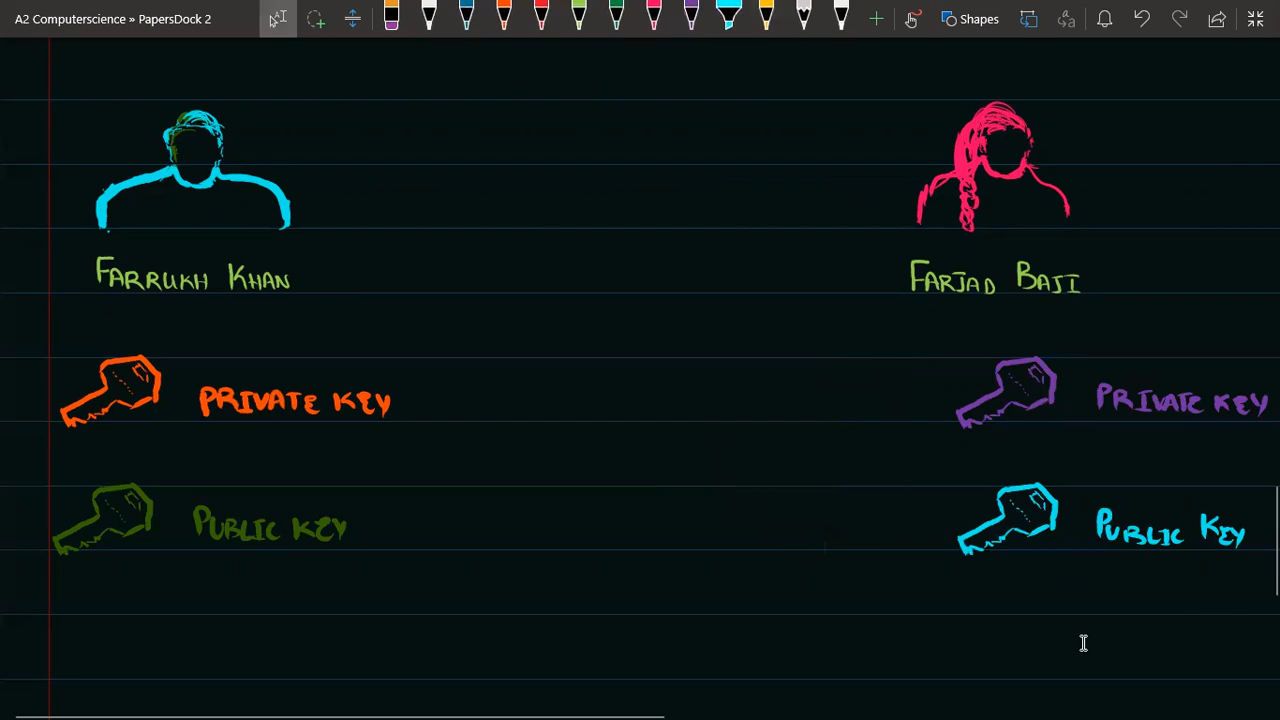 A2 Computerscience » PapersDock 2
Shapes
FARRUKH KHAN
FARJAD BAJI
PRIVATE KEY
PRIVATE KEY
PUBLIC KEY
PUBLIC KEY